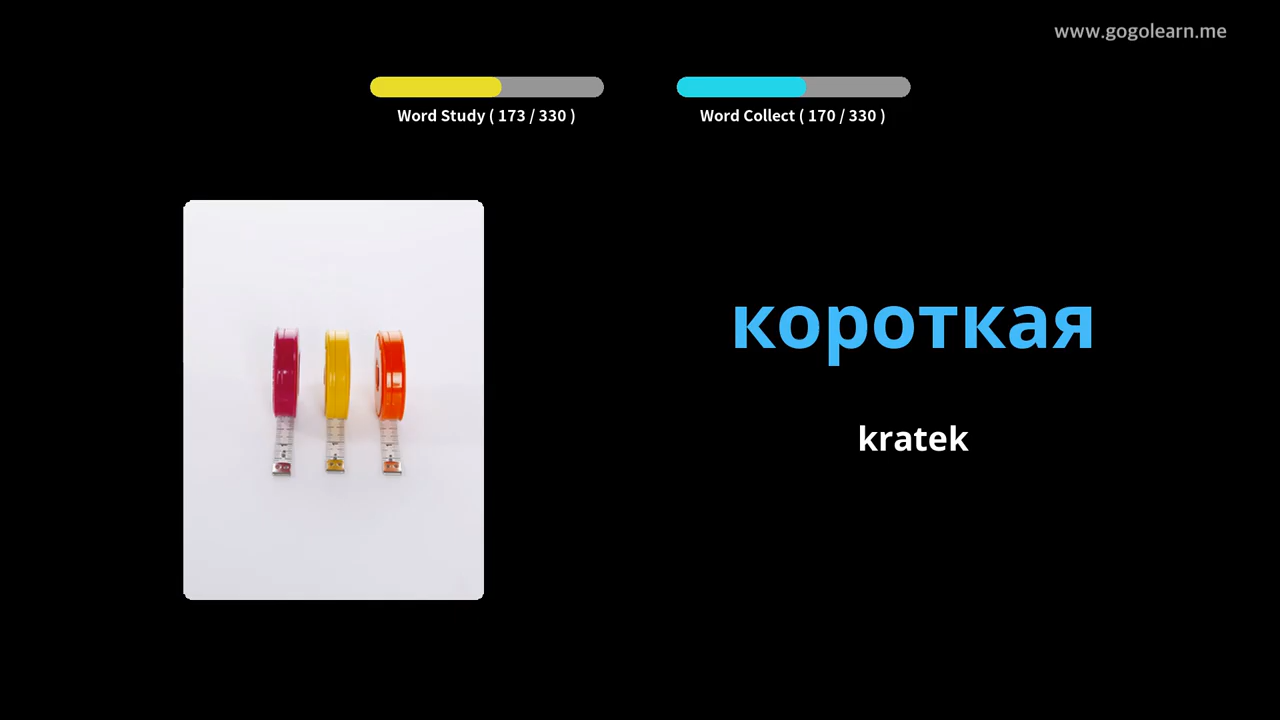 www.gogolearn.me
Word Study ( 173 / 330 )
Word Collect ( 170 / 330 )
короткая
kratek